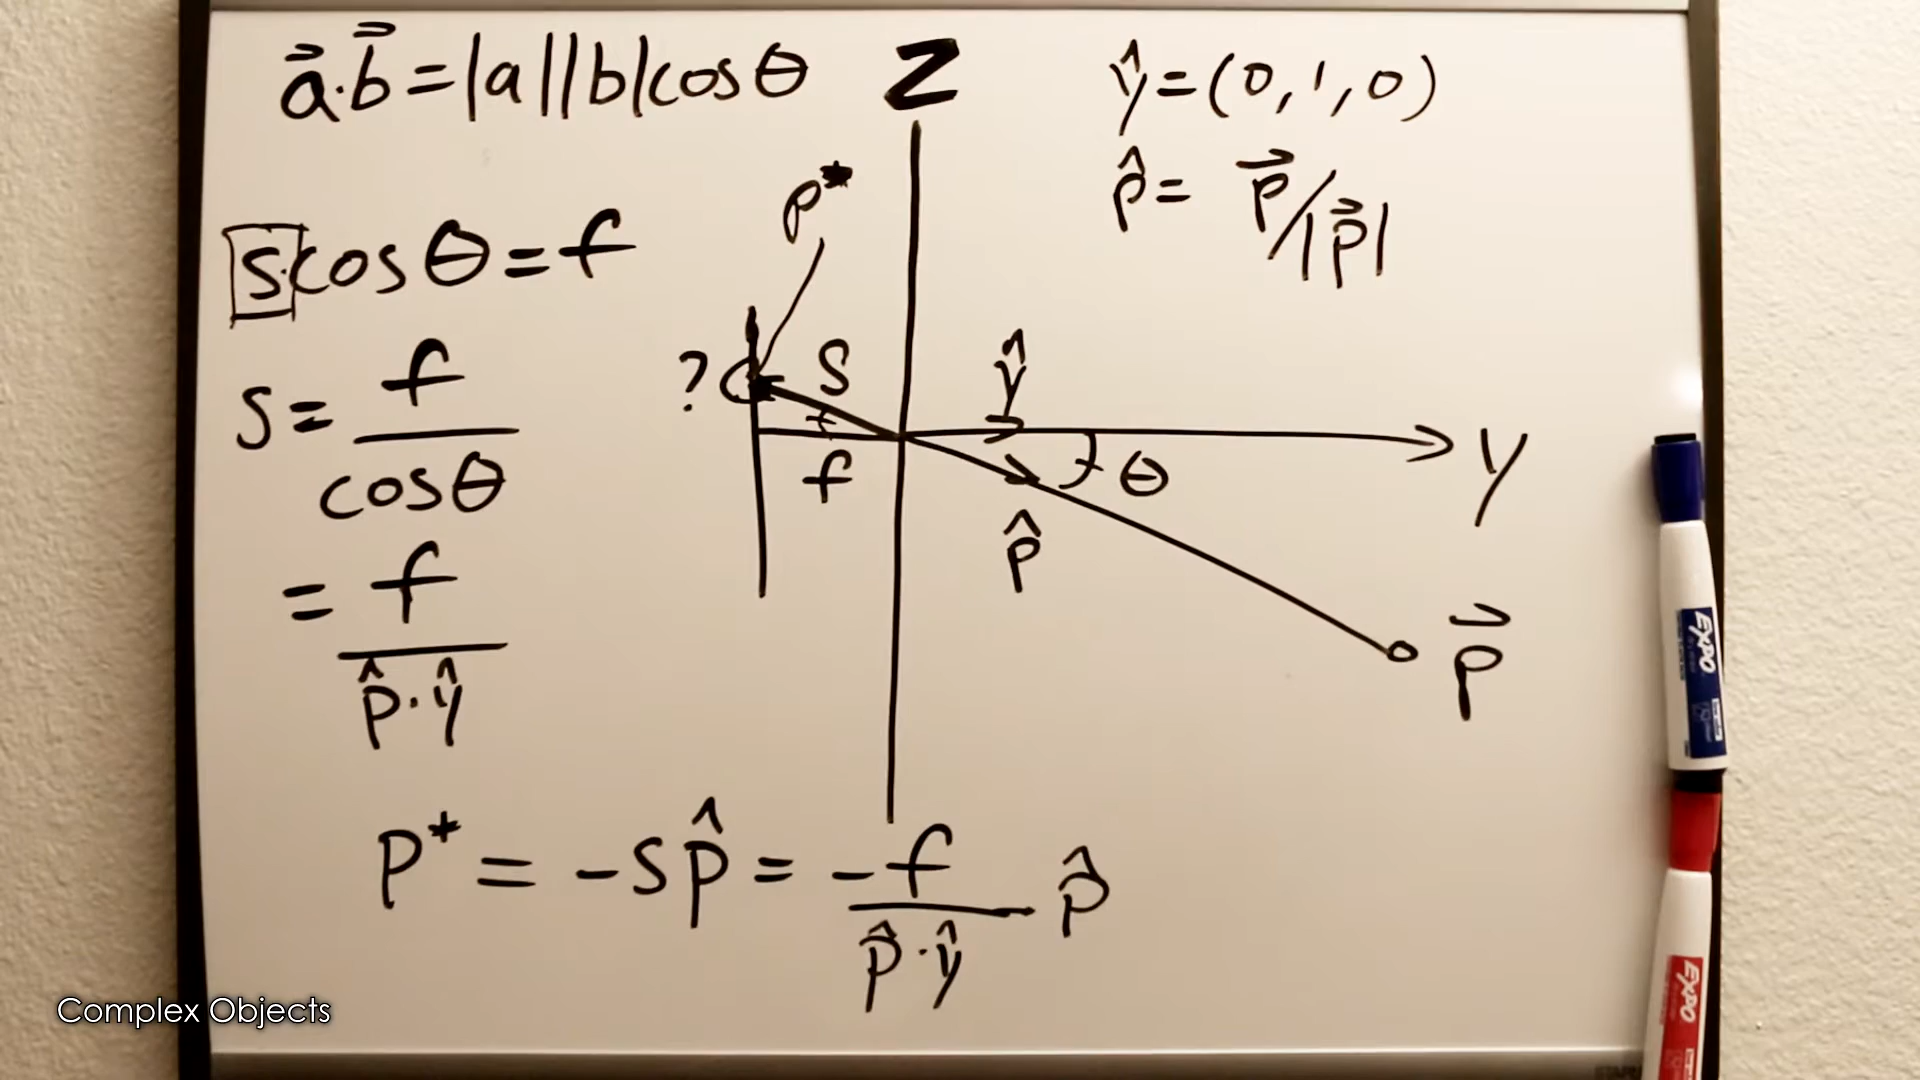 a⃗·b⃗ = |a||b|cosθ
Z
ŷ = (0, 1, 0)
p̂ = p⃗/|p⃗|
p*
s·cosθ = f
? s
ŷ
s = f/cosθ
f
θ
y
p̂
= f/p̂·ŷ
p⃗
p* = -sp̂ = -f/p̂·ŷ p̂
EXPO
EXPO
Complex Objects